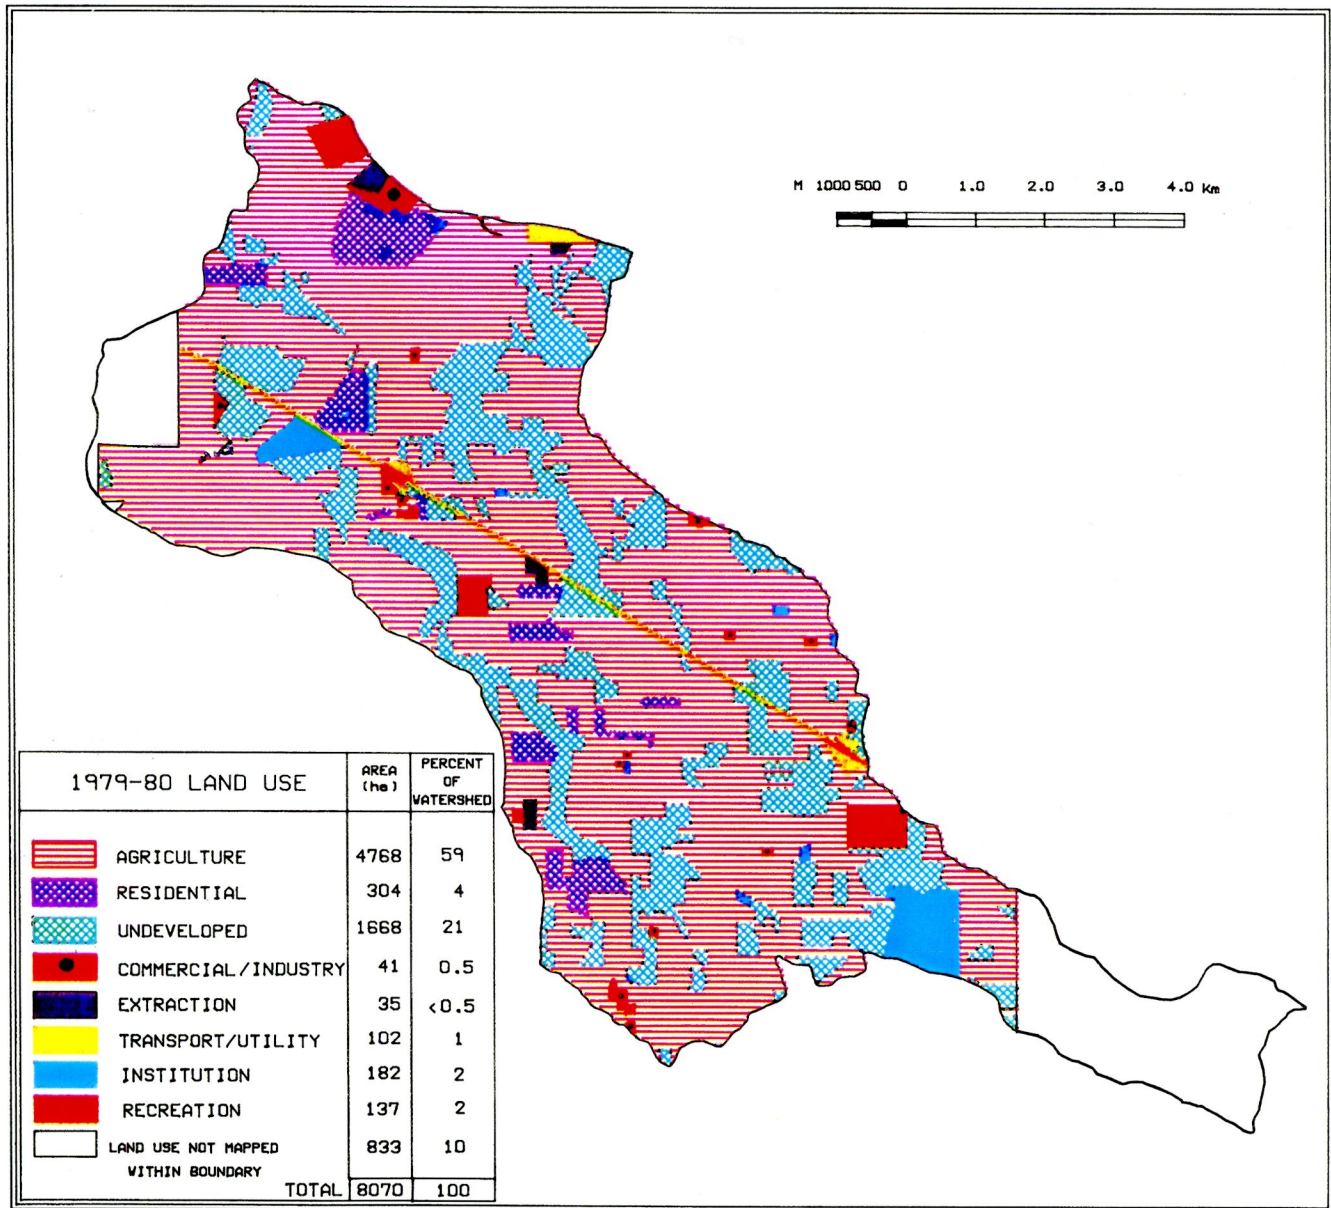 M 1000 500 0 1.0 2.0 3.0 4.0 Km
1979-80 LAND USE
AREA
(ha)
PERCENT
OF
WATERSHED
AGRICULTURE 4768 59
RESIDENTIAL 304 4
UNDEVELOPED 1668 21
COMMERCIAL/INDUSTRY 41 0.5
EXTRACTION 35 <0.5
TRANSPORT/UTILITY 102 1
INSTITUTION 182 2
RECREATION 137 2
LAND USE NOT MAPPED 833 10
WITHIN BOUNDARY
TOTAL 8070 100